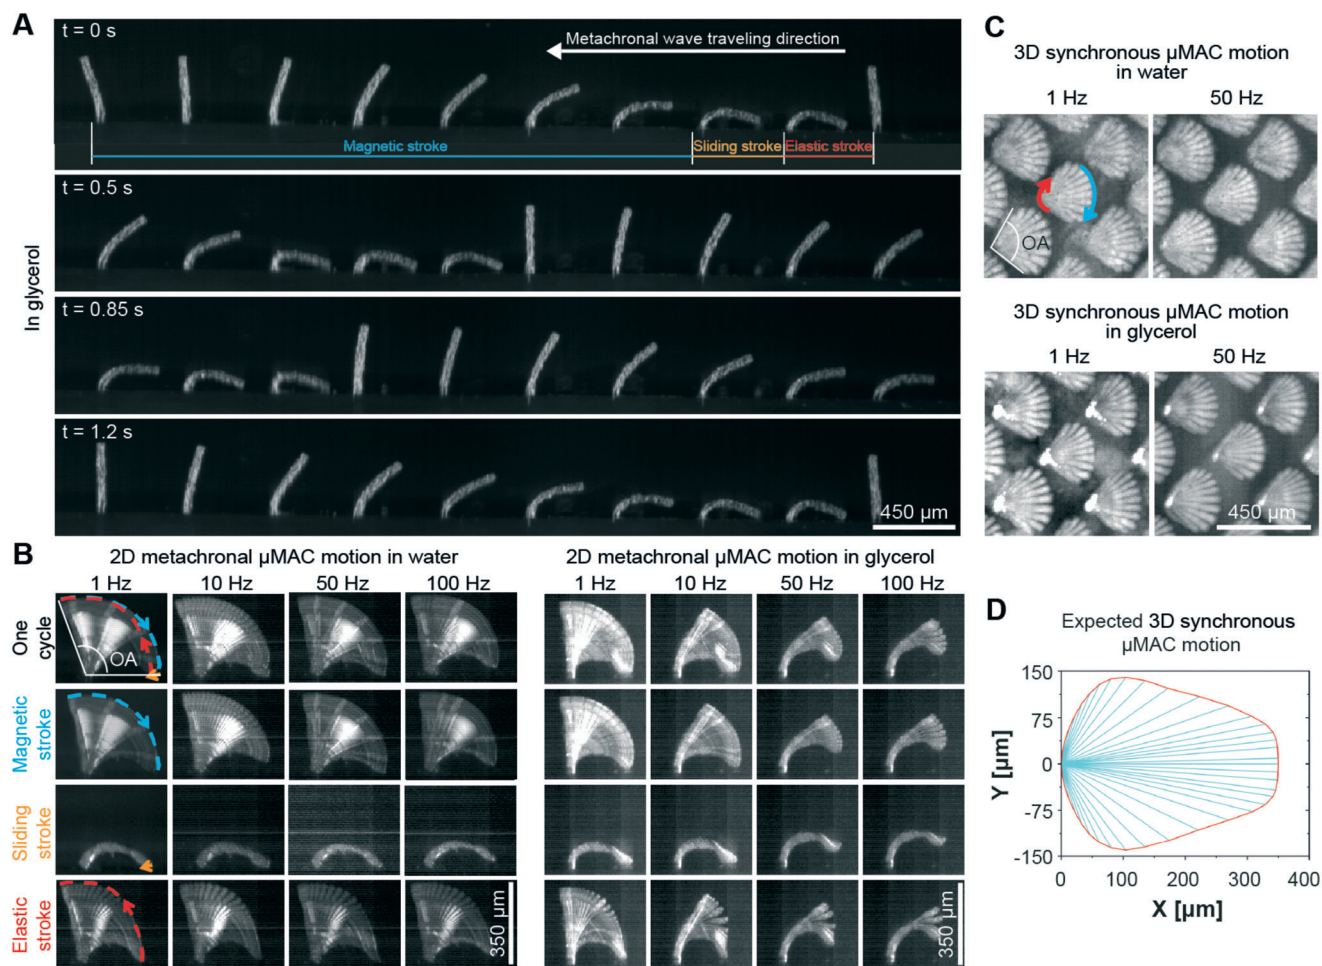 A
t = 0 s
Metachronal wave traveling direction
Magnetic stroke
Sliding stroke
Elastic stroke
t = 0.5 s
In glycerol
t = 0.85 s
t = 1.2 s
450 µm
B
2D metachronal µMAC motion in water
1 Hz 10 Hz 50 Hz 100 Hz
One
cycle
OA
Magnetic
stroke
Sliding
stroke
Elastic
stroke
350 µm
2D metachronal µMAC motion in glycerol
1 Hz 10 Hz 50 Hz 100 Hz
350 µm
C
3D synchronous µMAC motion
in water
1 Hz 50 Hz
OA
3D synchronous µMAC motion
in glycerol
1 Hz 50 Hz
450 µm
D
Expected 3D synchronous
µMAC motion
150
75
0
-75
-150
Y [µm]
0 100 200 300 400
X [µm]